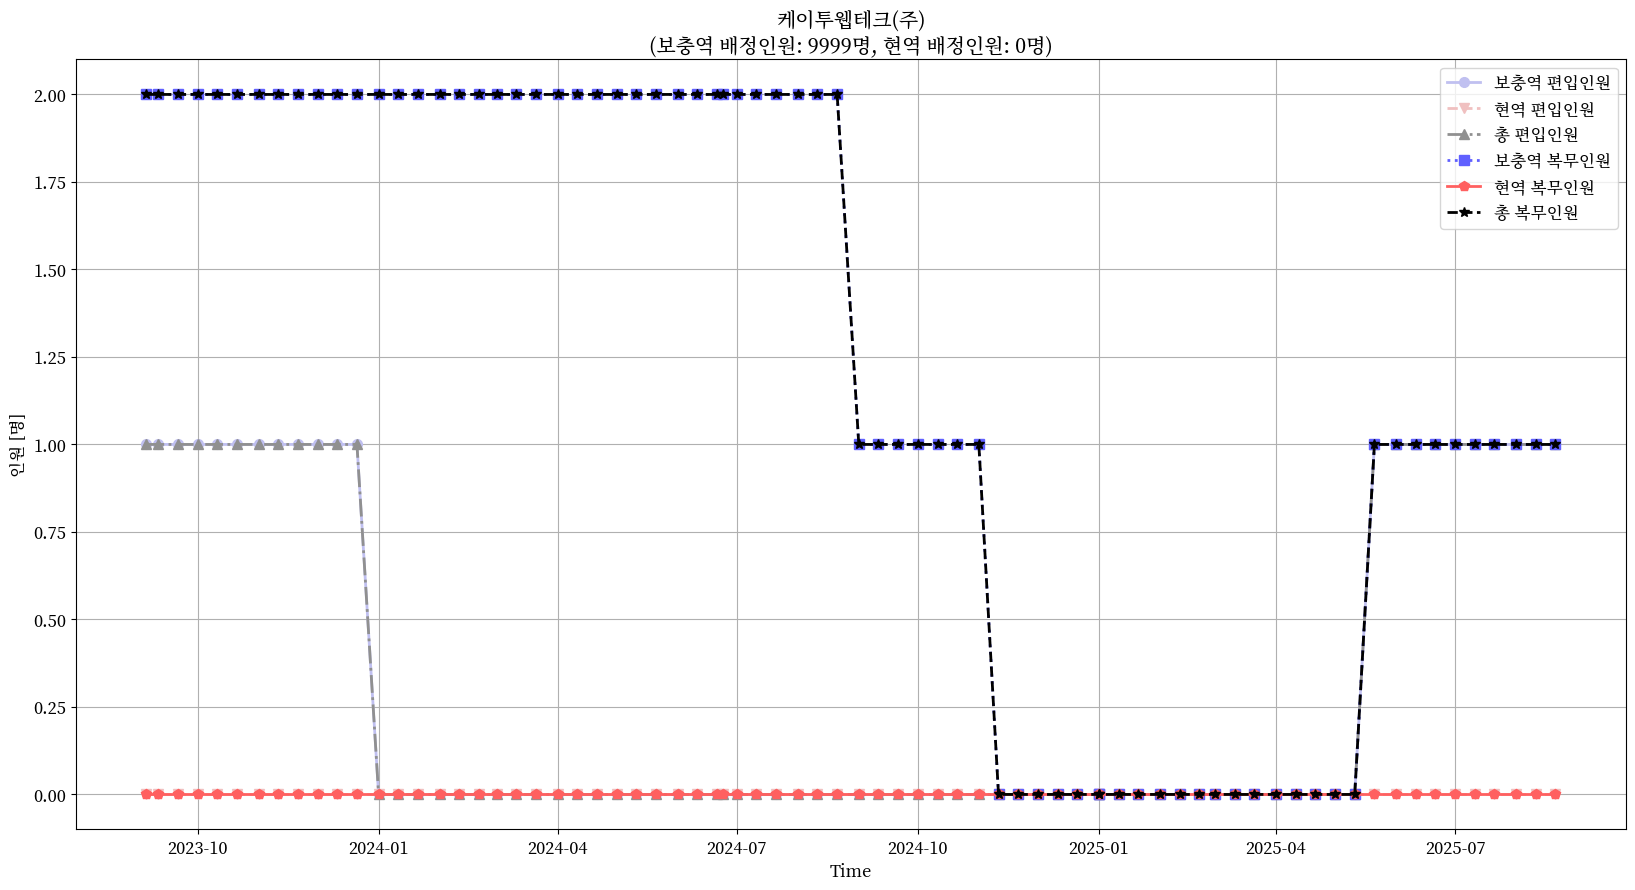 케이투웹테크(주)
(보충역 배정인원: 9999명, 현역 배정인원: 0명)
보충역 편입인원
현역 편입인원
총 편입인원
보충역 복무인원
현역 복무인원
총 복무인원
인원 [명]
2.00
1.75
1.50
1.25
1.00
0.75
0.50
0.25
0.00
2023-10
2024-01
2024-04
2024-07
2024-10
2025-01
2025-04
2025-07
Time